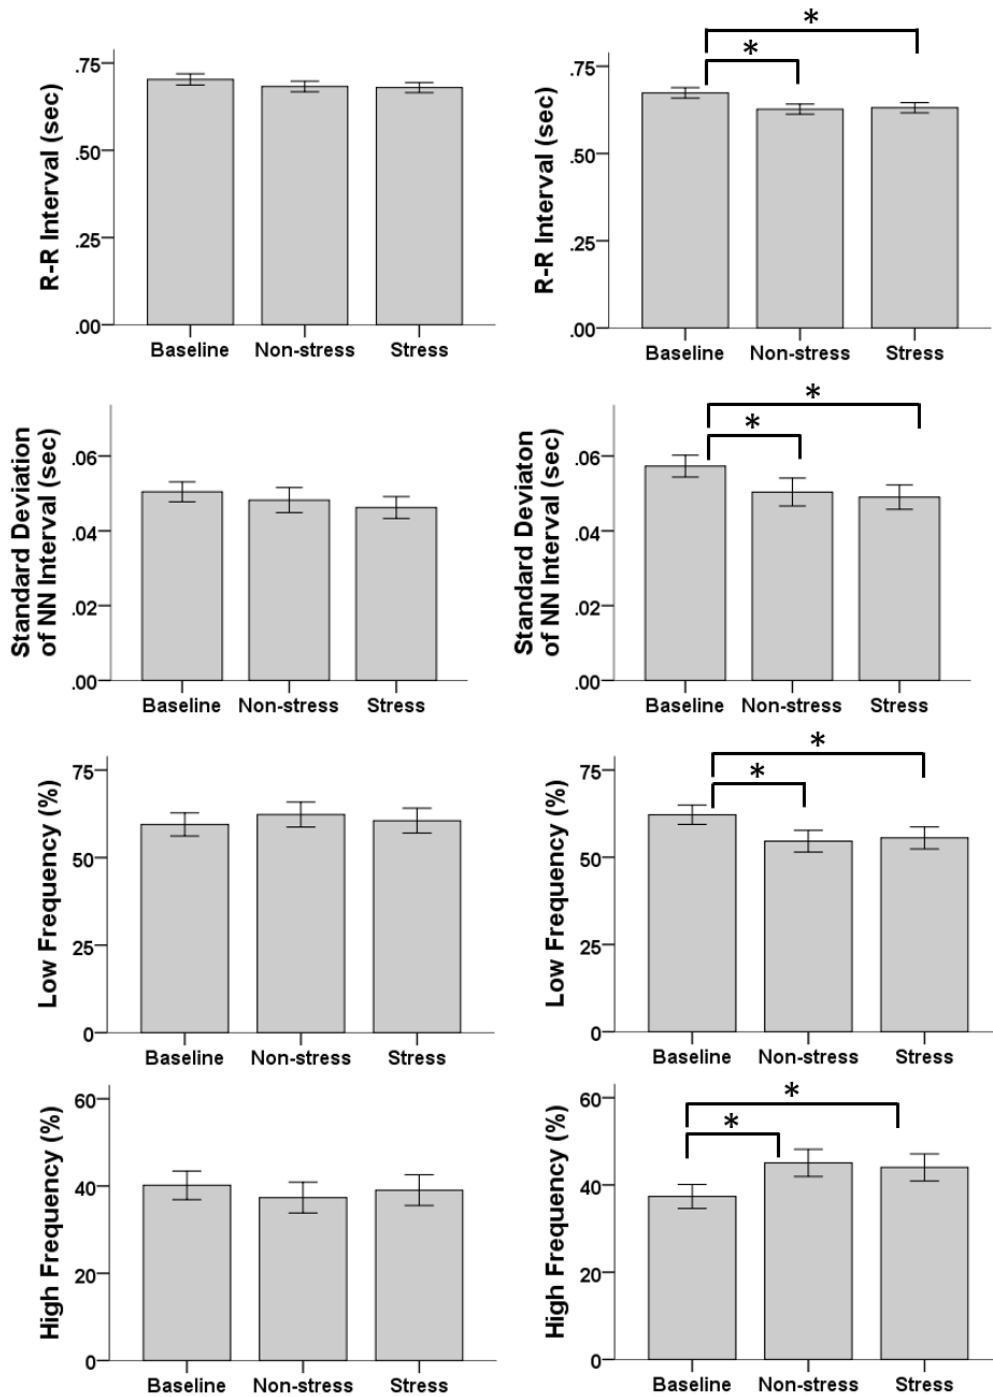 R-R Interval (sec)
.75
.50
.25
.00
Baseline Non-stress Stress
R-R Interval (sec)
.75
.50
.25
.00
*
*
Baseline Non-stress Stress
Standard Deviation
of NN Interval (sec)
.06
.04
.02
.00
Baseline Non-stress Stress
Standard Deviaton
of NN Interval (sec)
.06
.04
.02
.00
*
*
Baseline Non-stress Stress
Low Frequency (%)
75
50
25
0
Baseline Non-stress Stress
Low Frequency (%)
75
50
25
0
*
*
Baseline Non-stress Stress
High Frequency (%)
60
40
20
0
Baseline Non-stress Stress
High Frequency (%)
60
40
20
0
*
*
Baseline Non-stress Stress